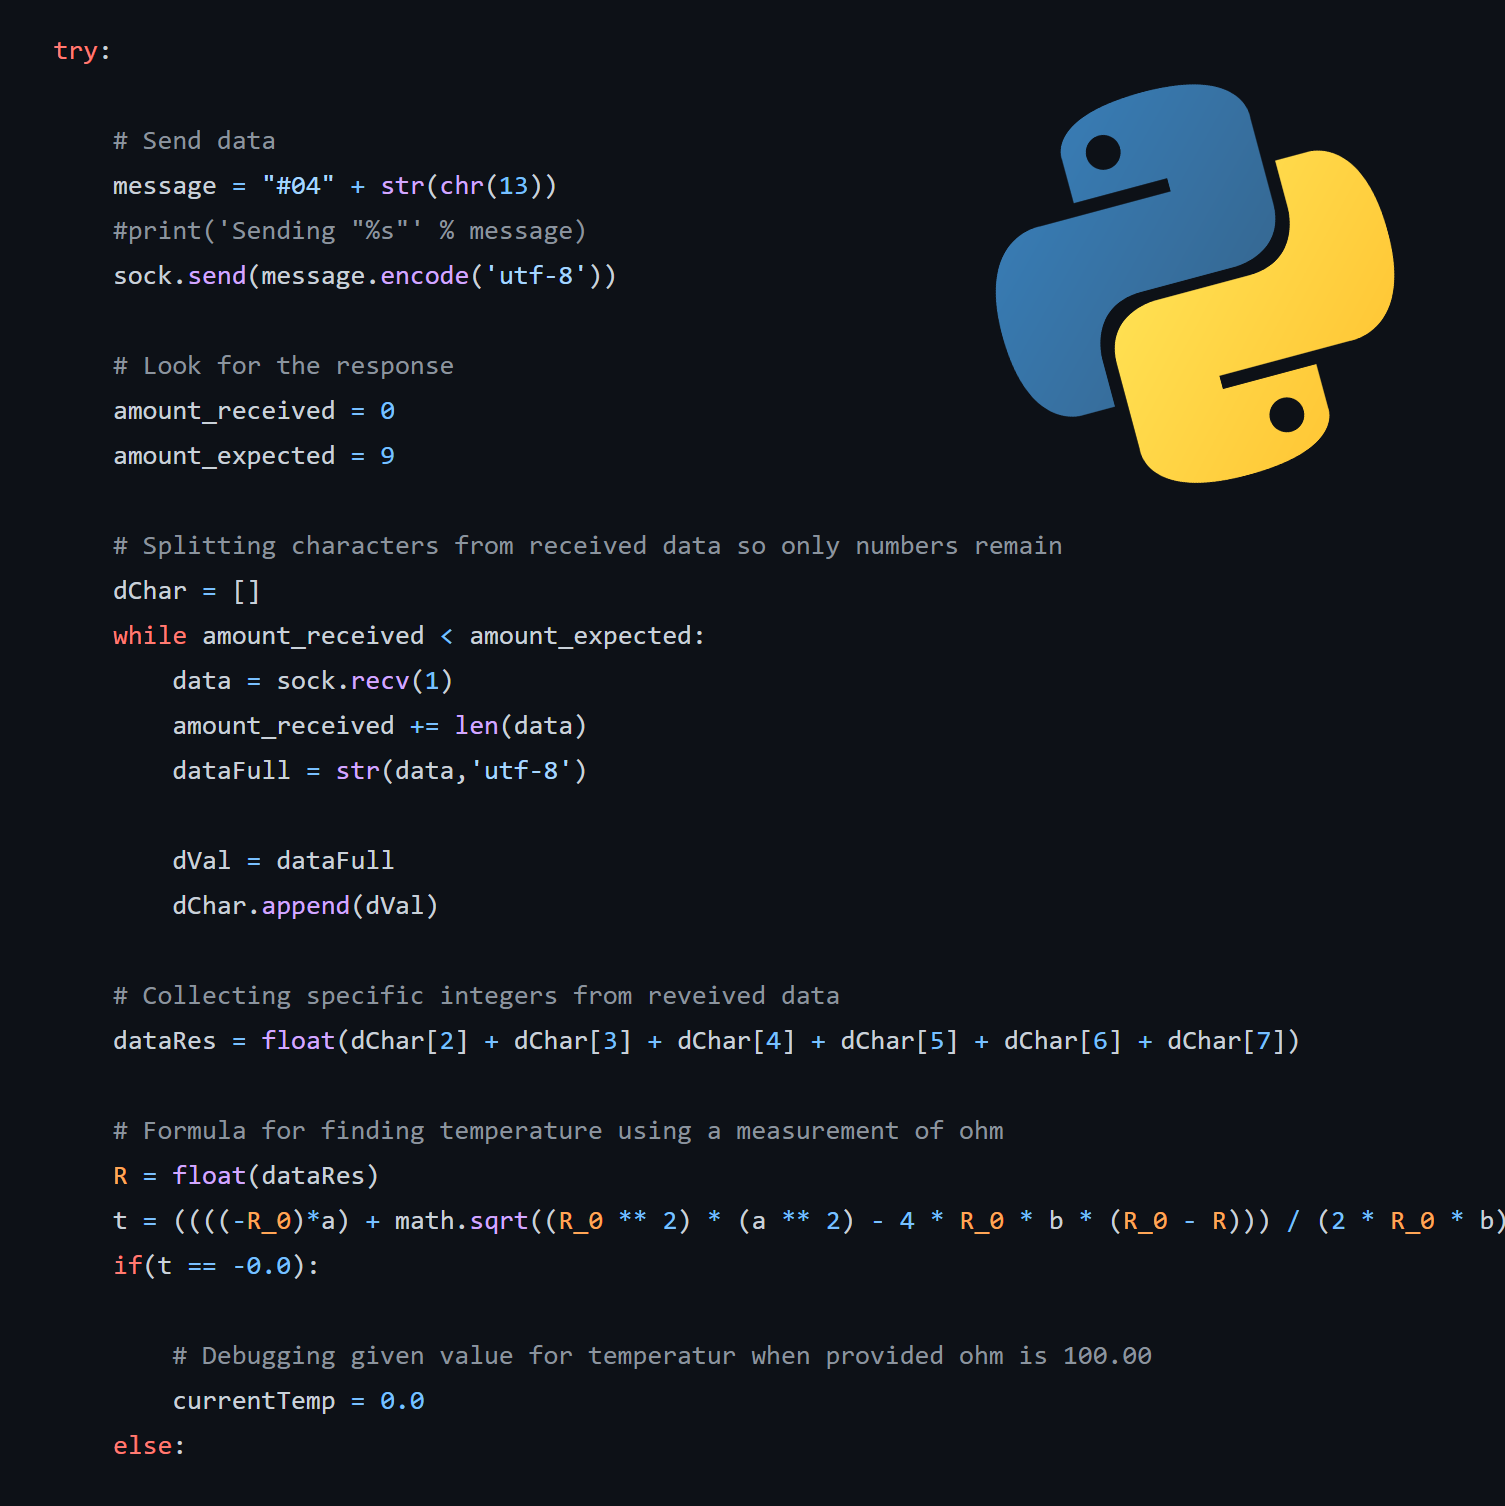 try:
# Send data
message = "#04" + str(chr(13))
#print('Sending "%s"' % message)
sock.send(message.encode('utf-8'))
# Look for the response
amount_received = 0
amount_expected = 9
# Splitting characters from received data so only numbers remain
dChar = []
while amount_received < amount_expected:
data = sock.recv(1)
amount_received += len(data)
dataFull = str(data,'utf-8')
dVal = dataFull
dChar.append(dVal)
# Collecting specific integers from reveived data
dataRes = float(dChar[2] + dChar[3] + dChar[4] + dChar[5] + dChar[6] + dChar[7])
# Formula for finding temperature using a measurement of ohm
R = float(dataRes)
t = ((((-R_0)*a) + math.sqrt((R_0 ** 2) * (a ** 2) - 4 * R_0 * b * (R_0 - R))) / (2 * R_0 * b)
if(t == -0.0):
# Debugging given value for temperatur when provided ohm is 100.00
currentTemp = 0.0
else: